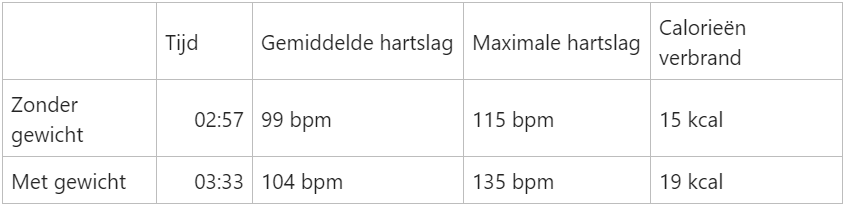 Tijd Gemiddelde hartslag Maximale hartslag Calorieën
verbrand
Zonder
gewicht 02:57 99 bpm 115 bpm 15 kcal
Met gewicht 03:33 104 bpm 135 bpm 19 kcal